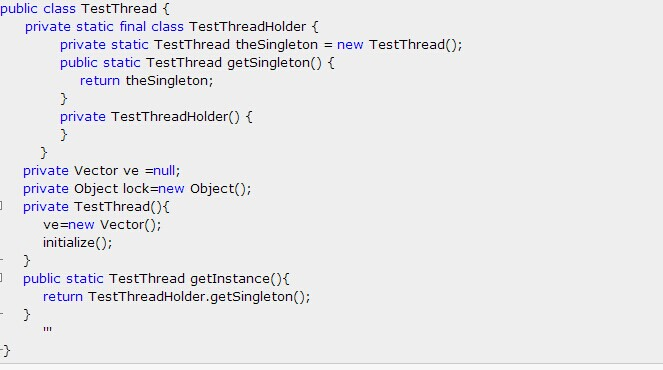 public class TestThread {
private static final class TestThreadHolder {
private static TestThread theSingleton = new TestThread();
public static TestThread getSingleton() {
return theSingleton;
}
private TestThreadHolder() {
}
}
private Vector ve =null;
private Object lock=new Object();
private TestThread(){
ve=new Vector();
initialize();
}
public static TestThread getInstance(){
return TestThreadHolder.getSingleton();
}
'''
}